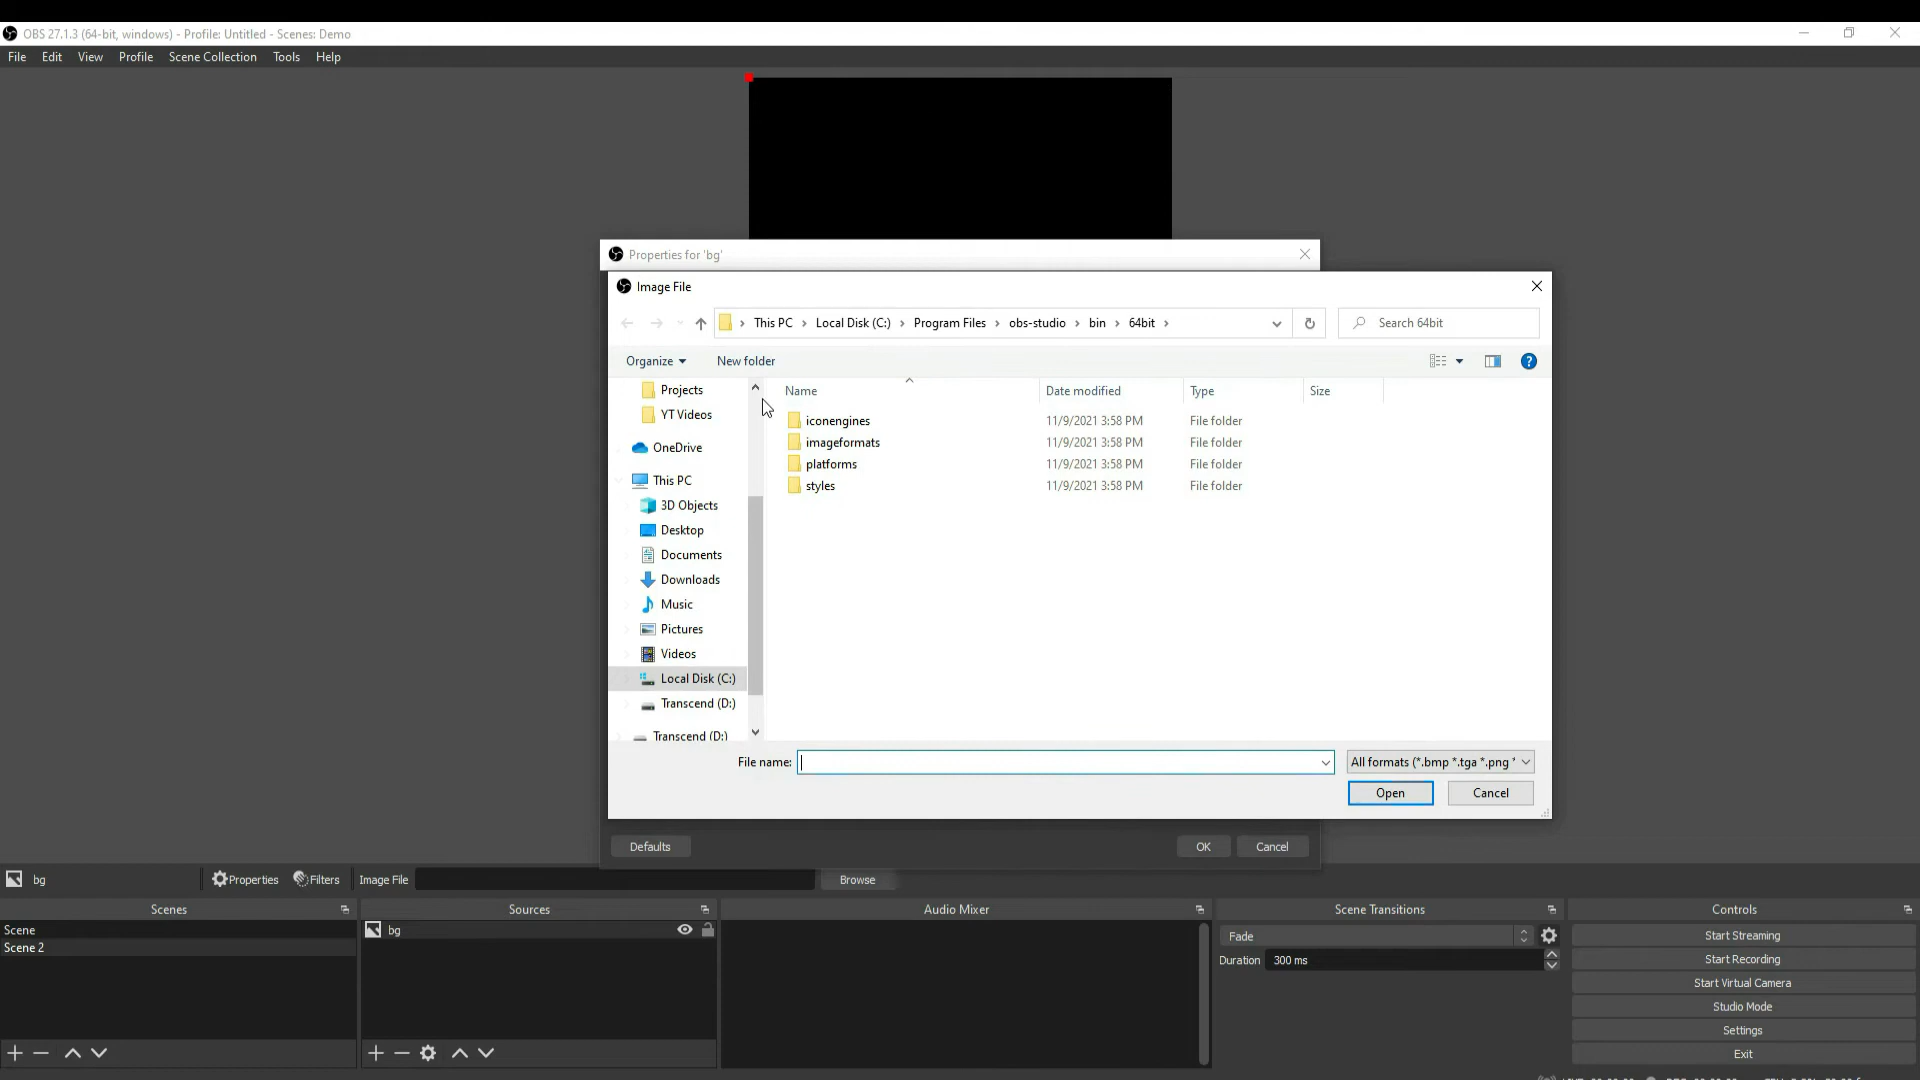 OBS 27.1.3 (64-bit, windows) - Profile: Untitled - Scenes: Demo
File Edit View Profile Scene Collection Tools Help
Properties for 'bg'
Image File
This PC › Local Disk (C:) › Program Files › obs-studio › bin › 64bit ›
Search 64bit
Organize New folder
Projects
YT Videos
OneDrive
This PC
3D Objects
Desktop
Documents
Downloads
Music
Pictures
Videos
Local Disk (C:)
Transcend (D:)
Transcend (D:)
Name Date modified Type Size
iconengines 11/9/2021 3:58 PM File folder
imageformats 11/9/2021 3:58 PM File folder
platforms 11/9/2021 3:58 PM File folder
styles 11/9/2021 3:58 PM File folder
File name: All formats (*.bmp *.tga *.png *
Open Cancel
Defaults OK Cancel
bg Properties Filters Image File Browse
Scenes
Scene
Scene 2
Sources
bg
Audio Mixer
Scene Transitions
Fade
Duration 300 ms
Controls
Start Streaming
Start Recording
Start Virtual Camera
Studio Mode
Settings
Exit